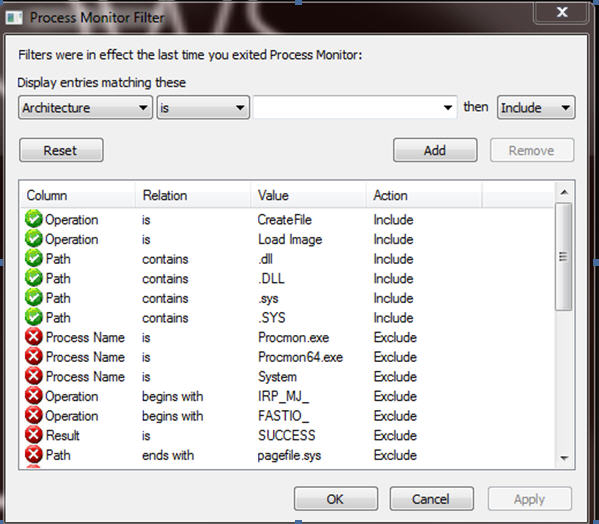 Process Monitor Filter
Filters were in effect the last time you exited Process Monitor:
Display entries matching these
Architecture is then Include
Reset Add Remove
Column Relation Value Action
Operation is CreateFile Include
Operation is Load Image Include
Path contains .dll Include
Path contains .DLL Include
Path contains .sys Include
Path contains .SYS Include
Process Name is Procmon.exe Exclude
Process Name is Procmon64.exe Exclude
Process Name is System Exclude
Operation begins with IRP_MJ_ Exclude
Operation begins with FASTIO_ Exclude
Result is SUCCESS Exclude
Path ends with pagefile.sys Exclude
OK Cancel Apply